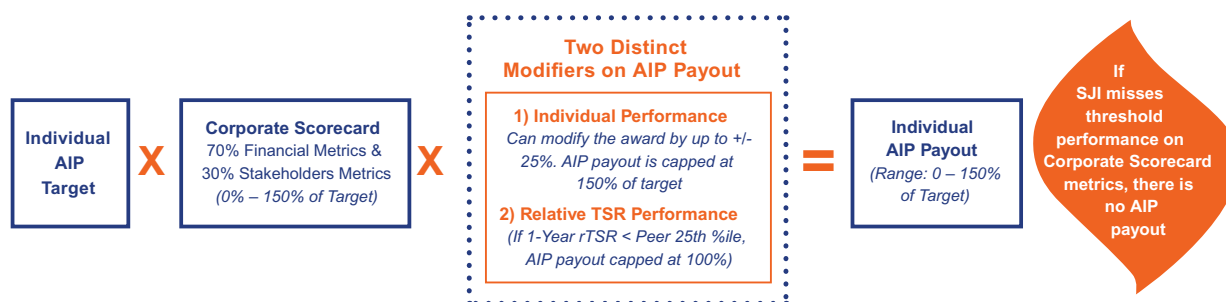 Individual
AIP
Target
X
Corporate Scorecard
70% Financial Metrics &
30% Stakeholders Metrics
(0% – 150% of Target)
X
Two Distinct
Modifiers on AIP Payout
1) Individual Performance
Can modify the award by up to +/-
25%. AIP payout is capped at
150% of target
2) Relative TSR Performance
(If 1-Year rTSR < Peer 25th %ile,
AIP payout capped at 100%)
=
Individual
AIP Payout
(Range: 0 – 150%
of Target)
If
SJI misses
threshold
performance on
Corporate Scorecard
metrics, there is
no AIP
payout